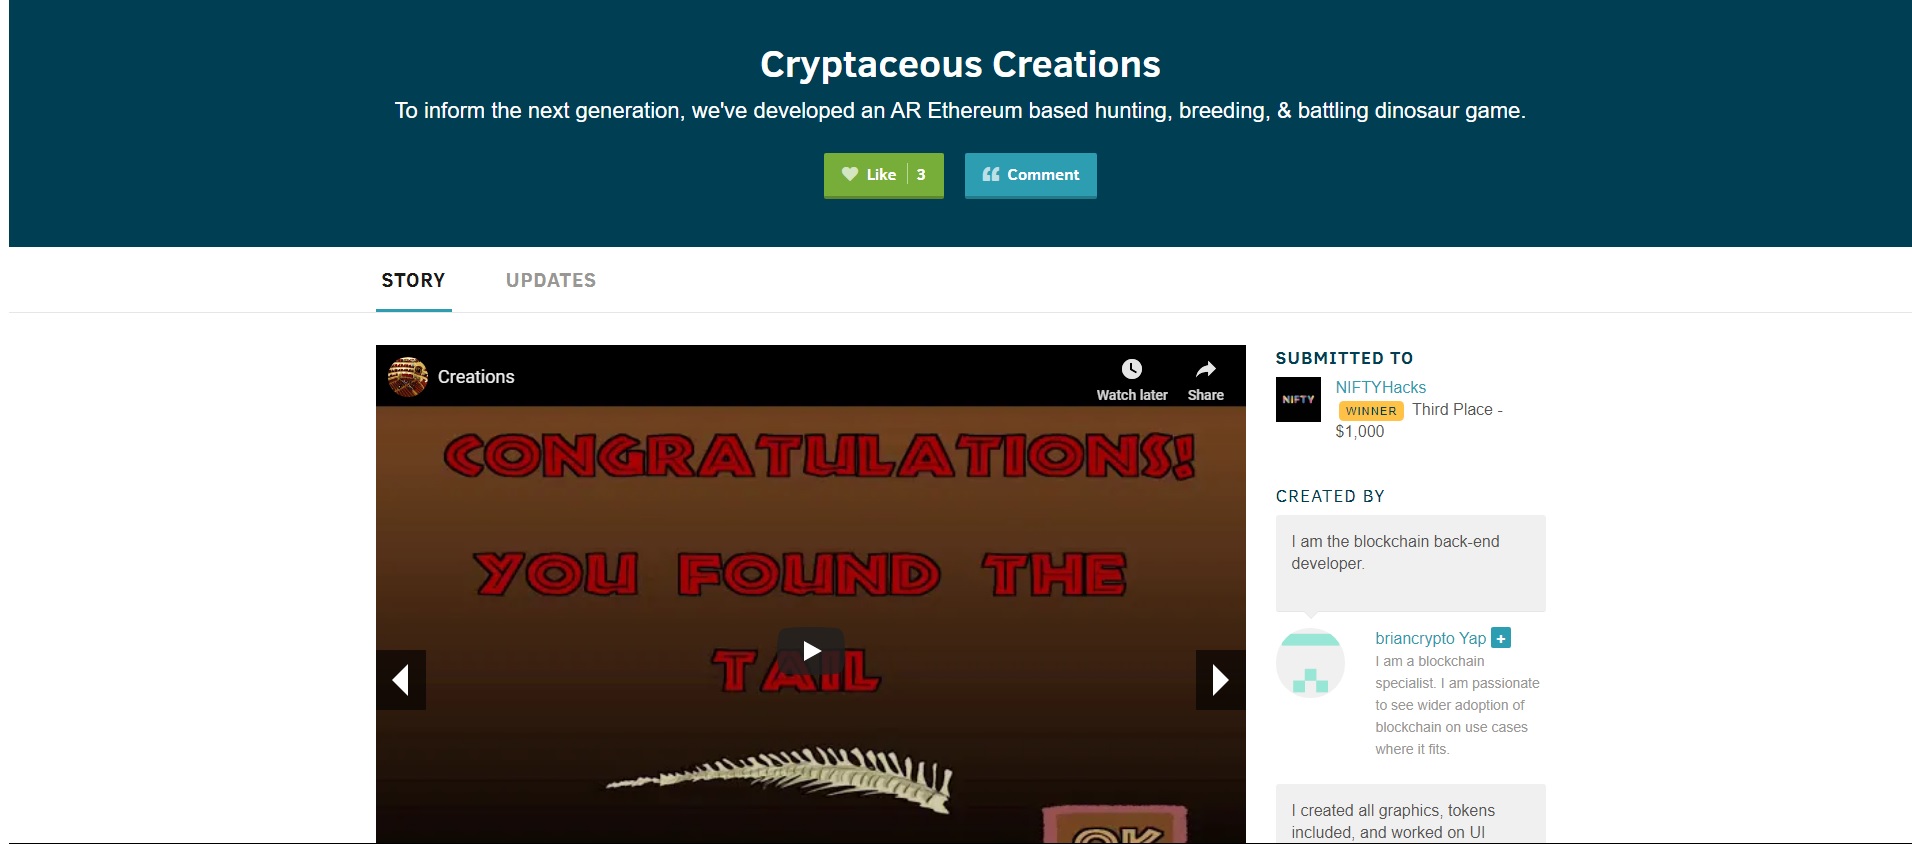 Cryptaceous Creations
To inform the next generation, we've developed an AR Ethereum based hunting, breeding, & battling dinosaur game.
Like 3 Comment
STORY UPDATES
Creations
Watch later Share
CONGRATULATIONS!
YOU FOUND THE
TAIL
OK
SUBMITTED TO
NIFTY
NIFTYHacks
WINNER Third Place -
$1,000
CREATED BY
I am the blockchain back-end
developer.
briancrypto Yap +
I am a blockchain
specialist. I am passionate
to see wider adoption of
blockchain on use cases
where it fits.
I created all graphics, tokens
included, and worked on UI